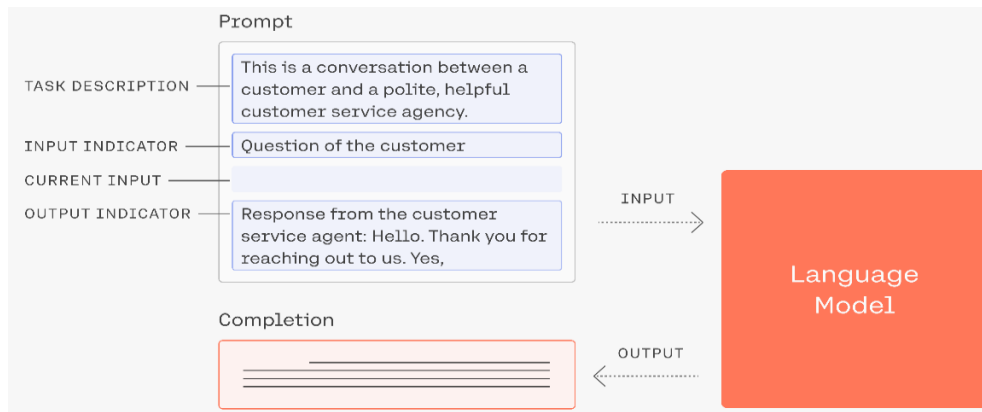 Prompt
TASK DESCRIPTION
This is a conversation between a
customer and a polite, helpful
customer service agency.
INPUT INDICATOR
Question of the customer
CURRENT INPUT
OUTPUT INDICATOR
Response from the customer
service agent: Hello. Thank you for
reaching out to us. Yes,
INPUT
Language
Model
Completion
OUTPUT